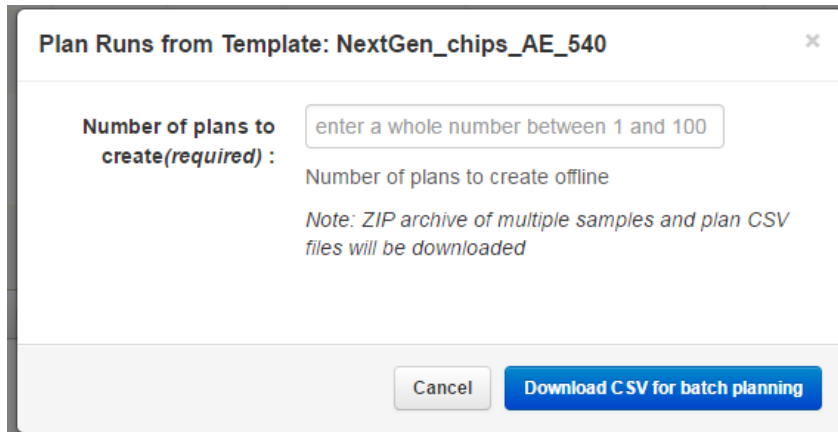 Plan Runs from Template: NextGen_chips_AE_540
×
Number of plans to
create(required) :
enter a whole number between 1 and 100
Number of plans to create offline
Note: ZIP archive of multiple samples and plan CSV
files will be downloaded
Cancel
Download CSV for batch planning